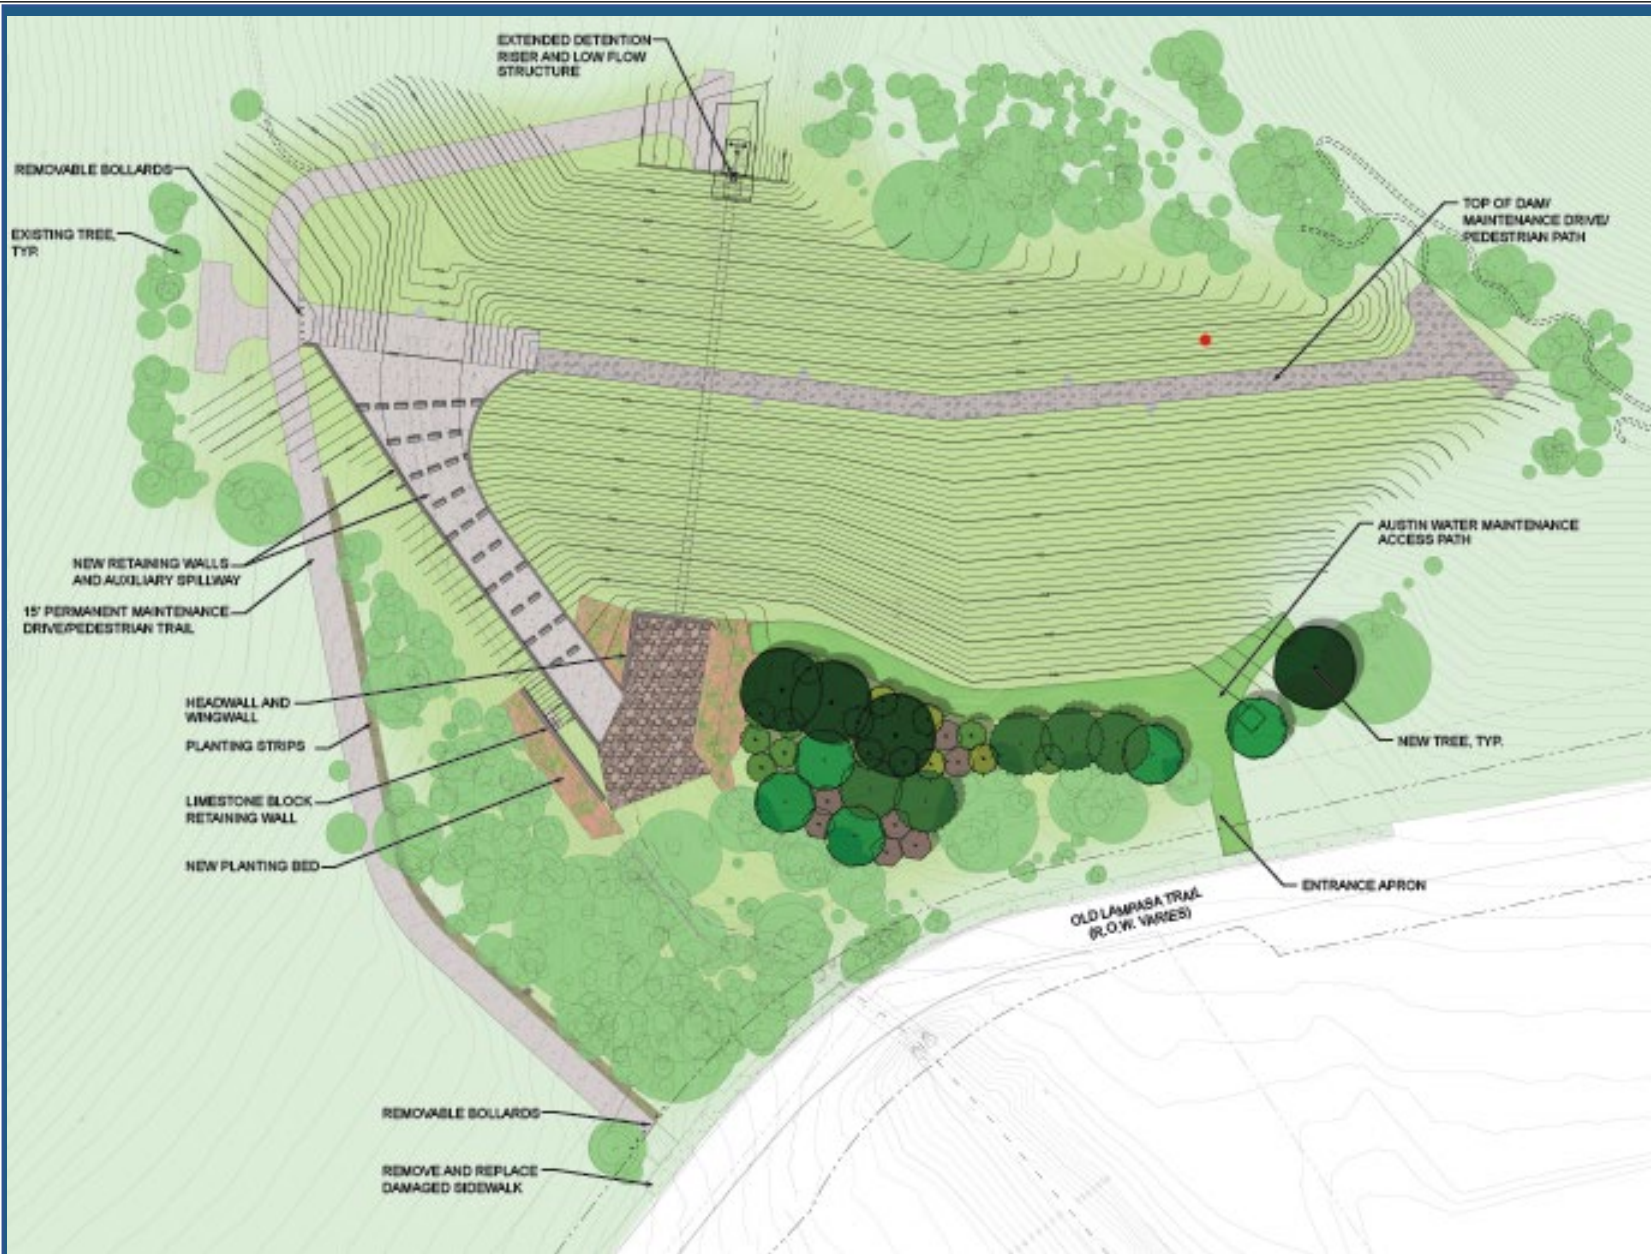 EXTENDED DETENTION
RISER AND LOW FLOW
STRUCTURE
REMOVABLE BOLLARDS
EXISTING TREE,
TYP.
TOP OF DAM/
MAINTENANCE DRIVE/
PEDESTRIAN PATH
AUSTIN WATER MAINTENANCE
ACCESS PATH
NEW RETAINING WALLS
AND AUXILIARY SPILLWAY
15' PERMANENT MAINTENANCE
DRIVE/PEDESTRIAN TRAIL
HEADWALL AND
WINGWALL
PLANTING STRIPS
NEW TREE, TYP.
LIMESTONE BLOCK
RETAINING WALL
NEW PLANTING BED
ENTRANCE APRON
OLD LAMPASA TRAIL
(R.O.W. VARIES)
REMOVABLE BOLLARDS
REMOVE AND REPLACE
DAMAGED SIDEWALK